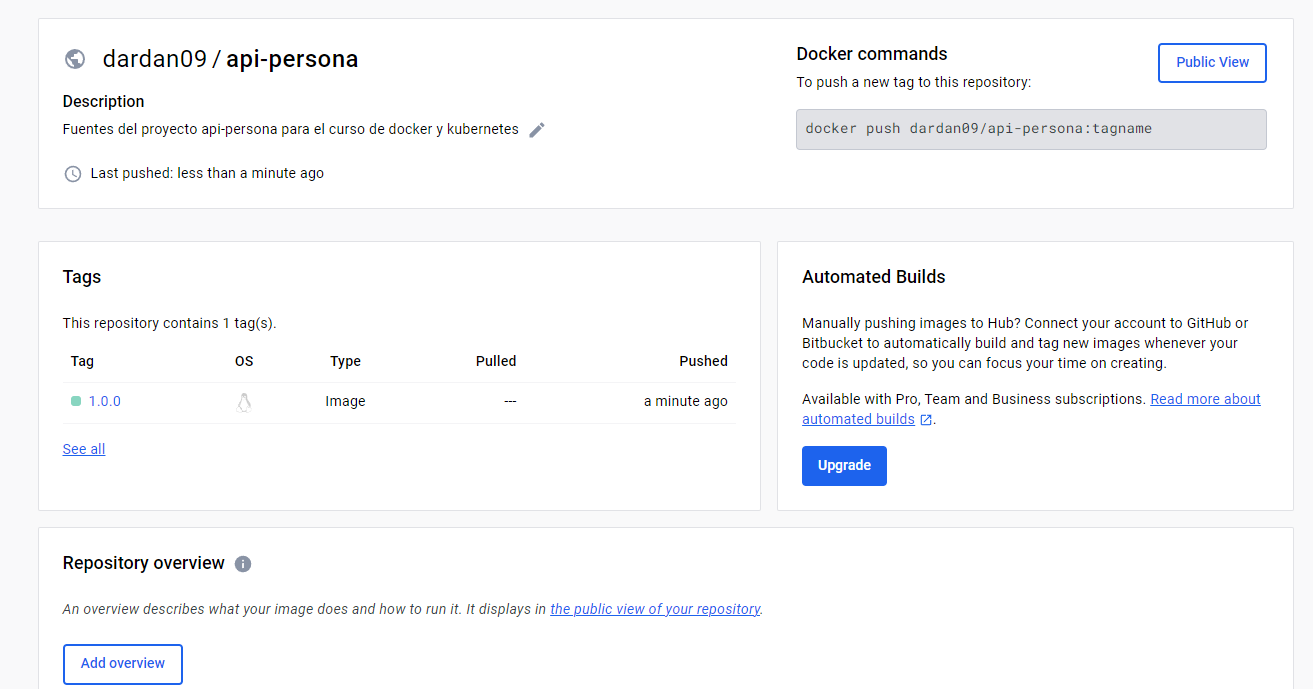 dardan09 / api-persona
Description
Fuentes del proyecto api-persona para el curso de docker y kubernetes
Last pushed: less than a minute ago
Docker commands
To push a new tag to this repository:
Public View
docker push dardan09/api-persona:tagname
Tags
This repository contains 1 tag(s).
Tag OS Type Pulled Pushed
1.0.0 Image --- a minute ago
See all
Automated Builds
Manually pushing images to Hub? Connect your account to GitHub or
Bitbucket to automatically build and tag new images whenever your
code is updated, so you can focus your time on creating.
Available with Pro, Team and Business subscriptions. Read more about
automated builds .
Upgrade
Repository overview
An overview describes what your image does and how to run it. It displays in the public view of your repository.
Add overview